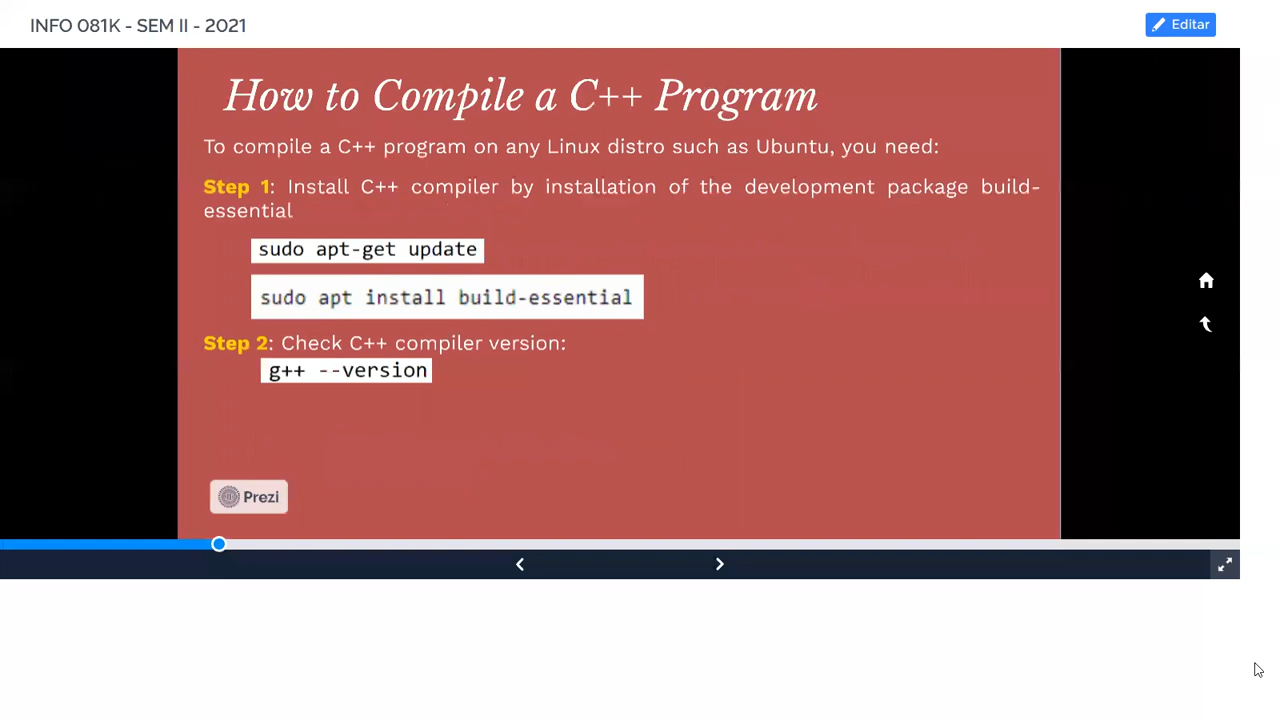 INFO 081K - SEM II - 2021
Editar
How to Compile a C++ Program
To compile a C++ program on any Linux distro such as Ubuntu, you need:
Step 1: Install C++ compiler by installation of the development package build-
essential
sudo apt-get update
sudo apt install build-essential
Step 2: Check C++ compiler version:
g++ --version
Prezi